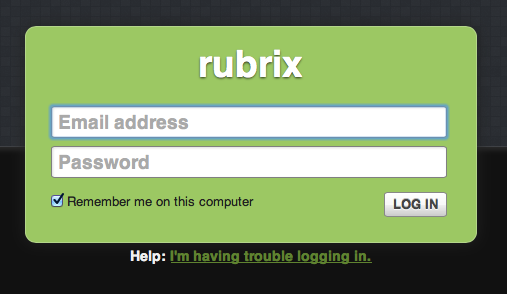 rubrix
Email address
Password
Remember me on this computer
LOG IN
Help: I'm having trouble logging in.